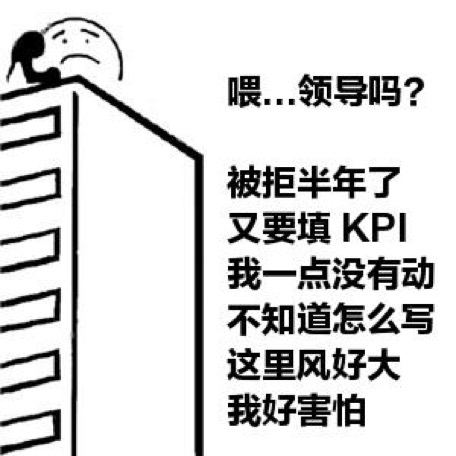 喂...领导吗?
被拒半年了
又要填 KPI
我一点没有动
不知道怎么写
这里风好大
我好害怕